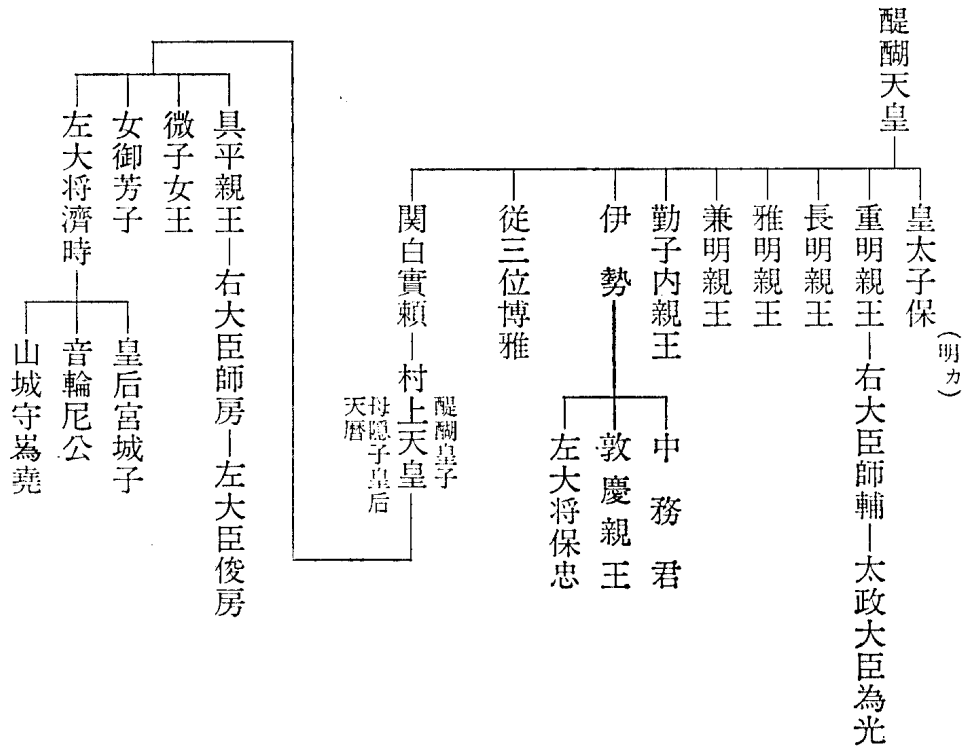 醍醐天皇
皇太子保
(明カ)
重明親王
右大臣師輔
太政大臣為光
長明親王
雅明親王
兼明親王
勤子内親王
伊勢
中務君
敦慶親王
左大将保忠
従三位博雅
関白實頼
村上天皇
醍醐皇子
母隠子皇后
天暦
具平親王
右大臣師房
左大臣俊房
微子女王
女御芳子
左大将濟時
皇后宮城子
音輪尼公
山城守為堯